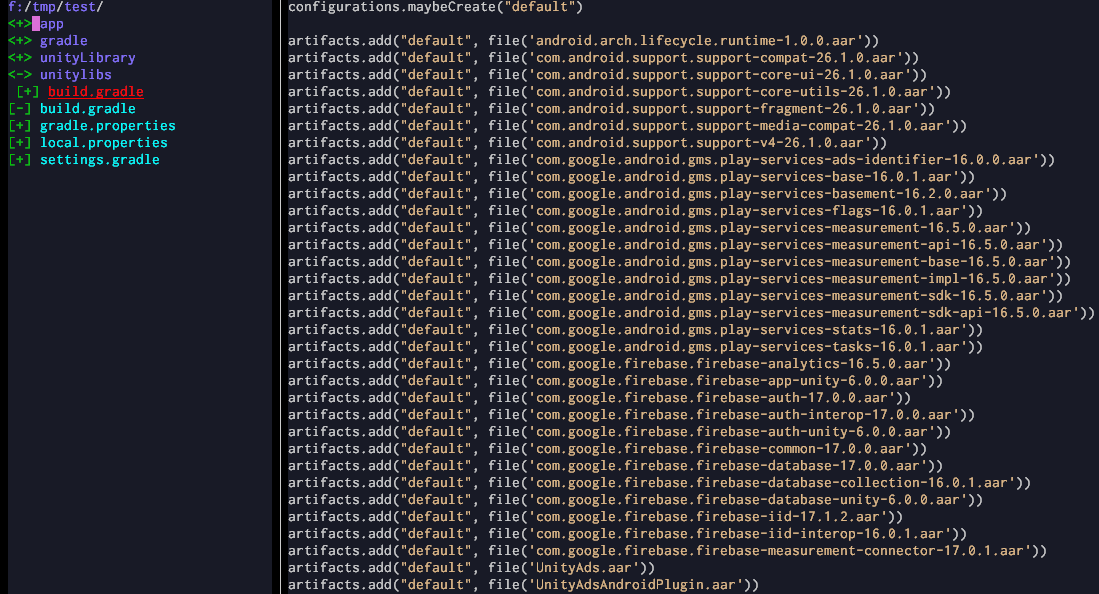 f:/tmp/test/
<+> app
<+> gradle
<+> unityLibrary
<-> unitylibs
[+] build.gradle
[-] build.gradle
[+] gradle.properties
[+] local.properties
[+] settings.gradle
configurations.maybeCreate("default")
artifacts.add("default", file('android.arch.lifecycle.runtime-1.0.0.aar'))
artifacts.add("default", file('com.android.support.support-compat-26.1.0.aar'))
artifacts.add("default", file('com.android.support.support-core-ui-26.1.0.aar'))
artifacts.add("default", file('com.android.support.support-core-utils-26.1.0.aar'))
artifacts.add("default", file('com.android.support.support-fragment-26.1.0.aar'))
artifacts.add("default", file('com.android.support.support-media-compat-26.1.0.aar'))
artifacts.add("default", file('com.android.support.support-v4-26.1.0.aar'))
artifacts.add("default", file('com.google.android.gms.play-services-ads-identifier-16.0.0.aar'))
artifacts.add("default", file('com.google.android.gms.play-services-base-16.0.1.aar'))
artifacts.add("default", file('com.google.android.gms.play-services-basement-16.2.0.aar'))
artifacts.add("default", file('com.google.android.gms.play-services-flags-16.0.1.aar'))
artifacts.add("default", file('com.google.android.gms.play-services-measurement-16.5.0.aar'))
artifacts.add("default", file('com.google.android.gms.play-services-measurement-api-16.5.0.aar'))
artifacts.add("default", file('com.google.android.gms.play-services-measurement-base-16.5.0.aar'))
artifacts.add("default", file('com.google.android.gms.play-services-measurement-impl-16.5.0.aar'))
artifacts.add("default", file('com.google.android.gms.play-services-measurement-sdk-16.5.0.aar'))
artifacts.add("default", file('com.google.android.gms.play-services-measurement-sdk-api-16.5.0.aar'))
artifacts.add("default", file('com.google.android.gms.play-services-stats-16.0.1.aar'))
artifacts.add("default", file('com.google.android.gms.play-services-tasks-16.0.1.aar'))
artifacts.add("default", file('com.google.firebase.firebase-analytics-16.5.0.aar'))
artifacts.add("default", file('com.google.firebase.firebase-app-unity-6.0.0.aar'))
artifacts.add("default", file('com.google.firebase.firebase-auth-17.0.0.aar'))
artifacts.add("default", file('com.google.firebase.firebase-auth-interop-17.0.0.aar'))
artifacts.add("default", file('com.google.firebase.firebase-auth-unity-6.0.0.aar'))
artifacts.add("default", file('com.google.firebase.firebase-common-17.0.0.aar'))
artifacts.add("default", file('com.google.firebase.firebase-database-17.0.0.aar'))
artifacts.add("default", file('com.google.firebase.firebase-database-collection-16.0.1.aar'))
artifacts.add("default", file('com.google.firebase.firebase-database-unity-6.0.0.aar'))
artifacts.add("default", file('com.google.firebase.firebase-iid-17.1.2.aar'))
artifacts.add("default", file('com.google.firebase.firebase-iid-interop-16.0.1.aar'))
artifacts.add("default", file('com.google.firebase.firebase-measurement-connector-17.0.1.aar'))
artifacts.add("default", file('UnityAds.aar'))
artifacts.add("default", file('UnityAdsAndroidPlugin.aar'))